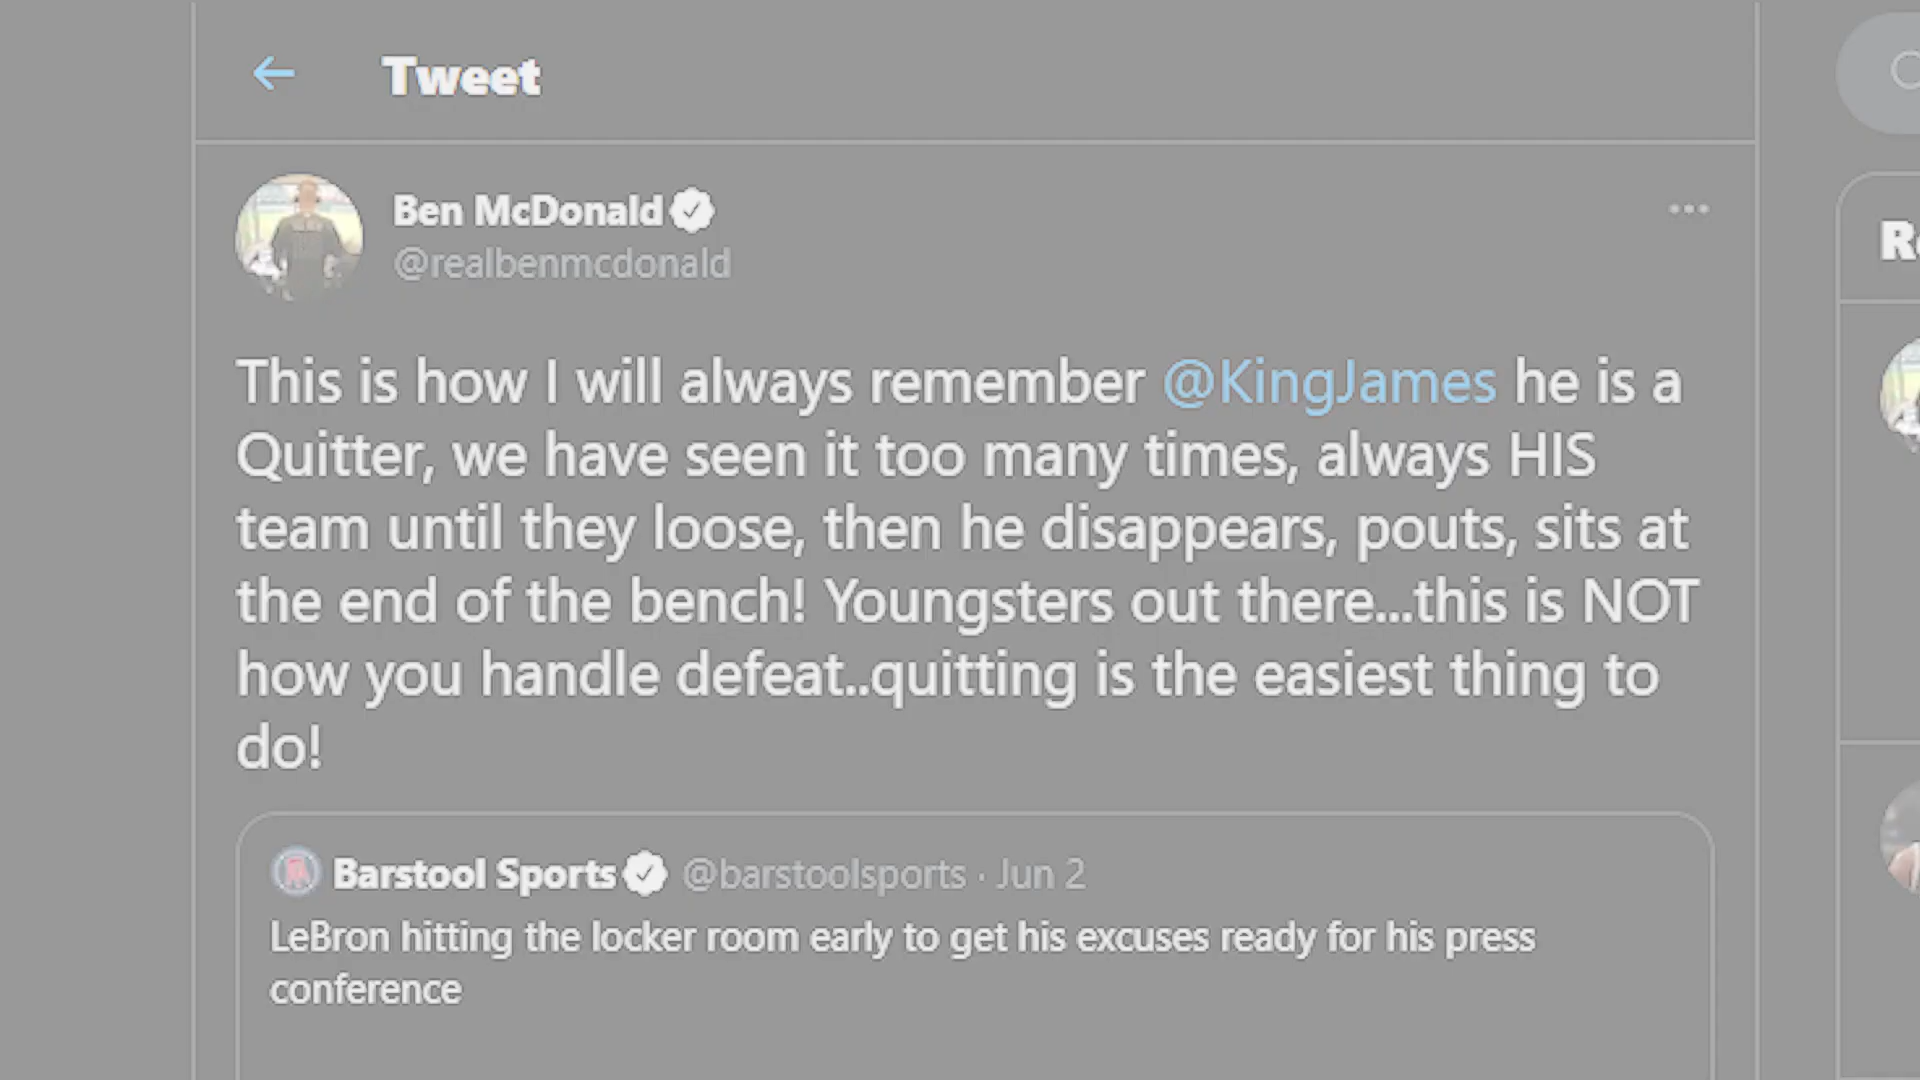 Tweet
Ben McDonald
@realbenmcdonald
This is how I will always remember @KingJames he is a
Quitter, we have seen it too many times, always HIS
team until they loose, then he disappears, pouts, sits at
the end of the bench! Youngsters out there...this is NOT
how you handle defeat..quitting is the easiest thing to
do!
Barstool Sports @barstoolsports · Jun 2
LeBron hitting the locker room early to get his excuses ready for his press
conference